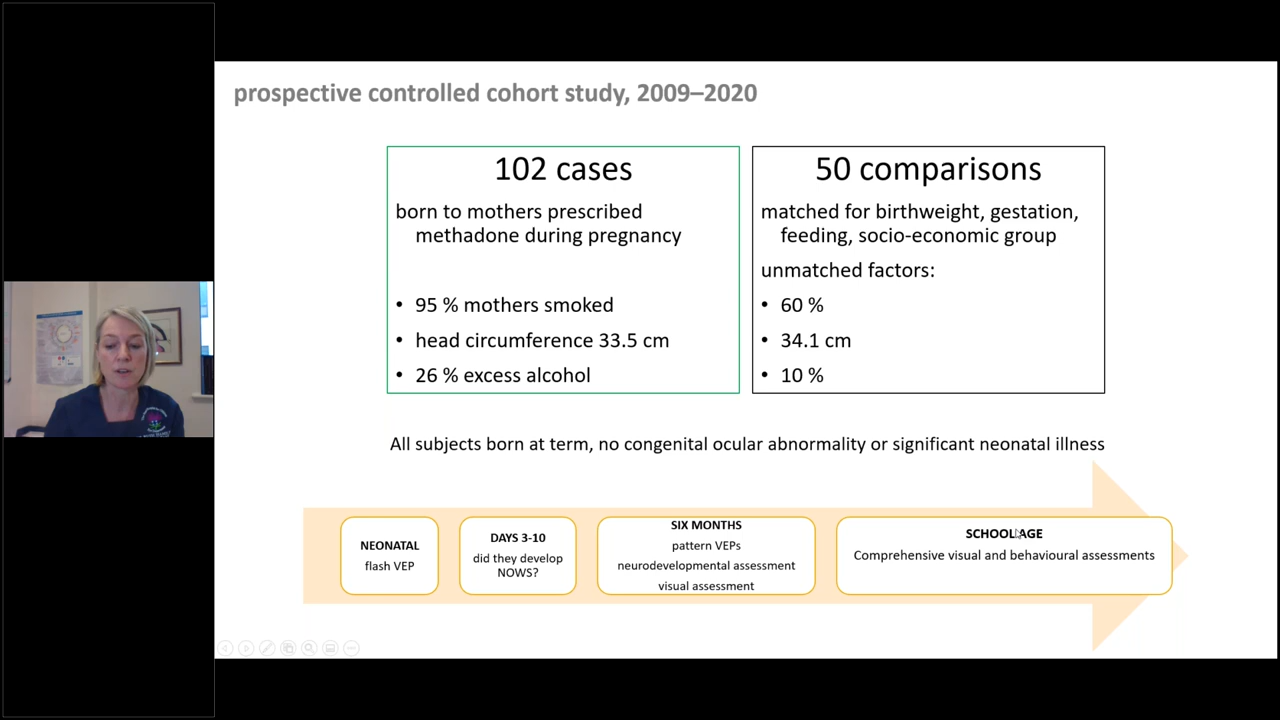 prospective controlled cohort study, 2009–2020
102 cases
born to mothers prescribed
methadone during pregnancy
• 95 % mothers smoked
• head circumference 33.5 cm
• 26 % excess alcohol
50 comparisons
matched for birthweight, gestation,
feeding, socio-economic group
unmatched factors:
• 60 %
• 34.1 cm
• 10 %
All subjects born at term, no congenital ocular abnormality or significant neonatal illness
NEONATAL
flash VEP
DAYS 3-10
did they develop
NOWS?
SIX MONTHS
pattern VEPs
neurodevelopmental assessment
visual assessment
SCHOOL AGE
Comprehensive visual and behavioural assessments